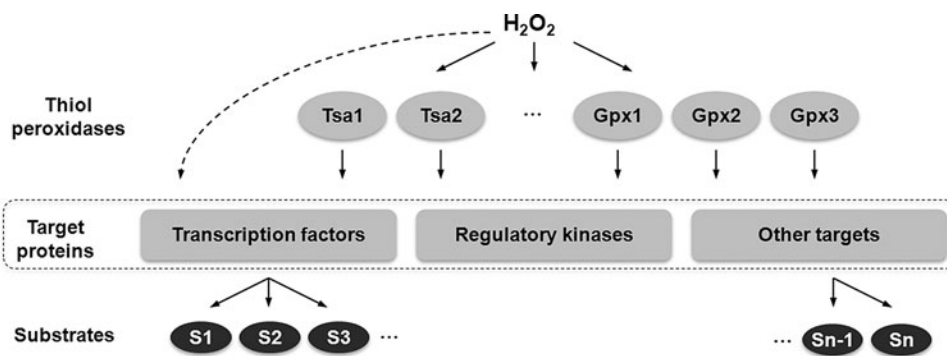 H₂O₂
Thiol
peroxidases
Tsa1 Tsa2 ... Gpx1 Gpx2 Gpx3
Target
proteins
Transcription factors Regulatory kinases Other targets
Substrates S1 S2 S3 ... ... Sn-1 Sn